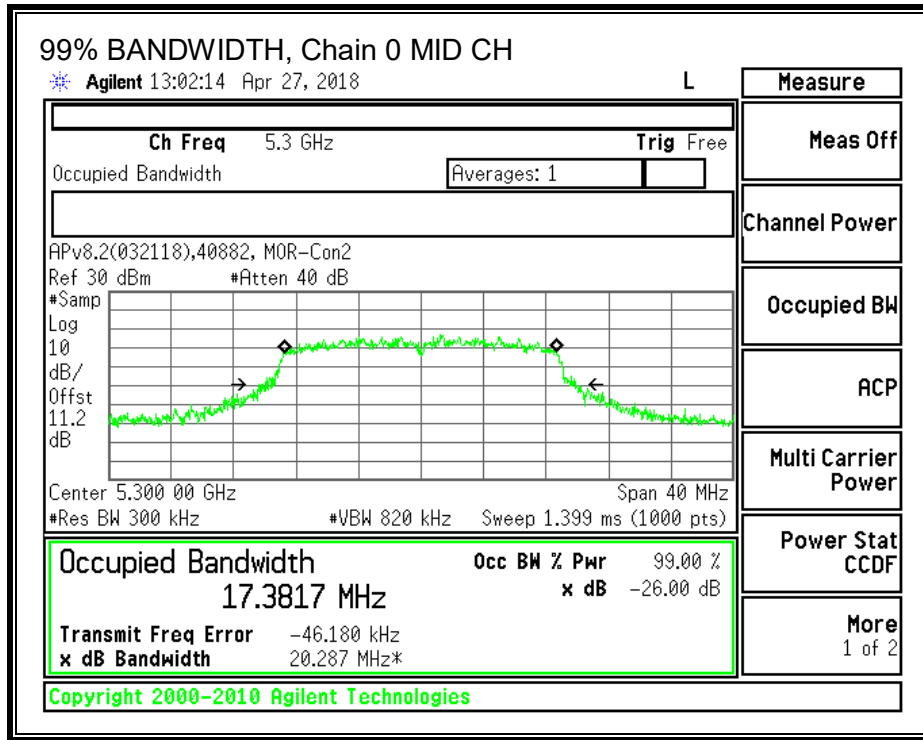 99% BANDWIDTH, Chain 0 MID CH
Agilent 13:02:14 Apr 27, 2018 L
Measure
Ch Freq 5.3 GHz Trig Free
Meas Off
Occupied Bandwidth Averages: 1
Channel Power
APv8.2(032118),40882, MOR-Con2
Ref 30 dBm #Atten 40 dB
#Samp
Occupied BW
Log
10
dB/
ACP
Offst
11.2
dB
Multi Carrier
Power
Center 5.300 00 GHz Span 40 MHz
#Res BW 300 kHz #VBW 820 kHz Sweep 1.399 ms (1000 pts)
Power Stat
CCDF
Occupied Bandwidth Occ BW % Pwr 99.00 %
17.3817 MHz x dB -26.00 dB
Transmit Freq Error -46.180 kHz
x dB Bandwidth 20.287 MHz*
More
1 of 2
Copyright 2000-2010 Agilent Technologies